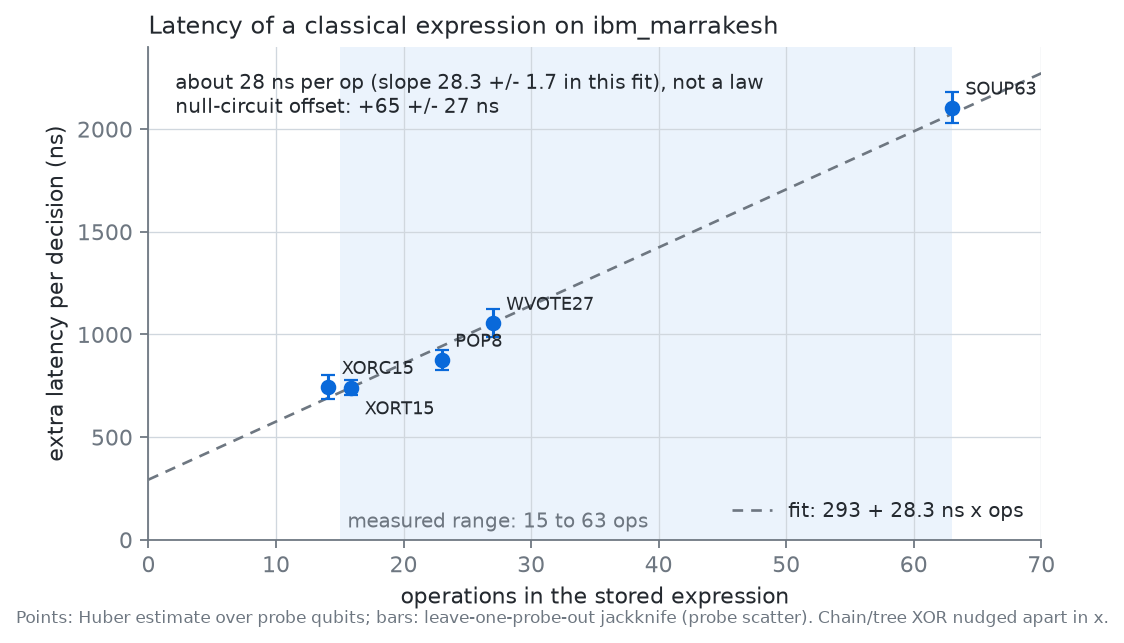 Latency of a classical expression on ibm_marrakesh
about 28 ns per op (slope 28.3 +/- 1.7 in this fit), not a law
null-circuit offset: +65 +/- 27 ns
SOUP63
WVOTE27
POP8
XORC15
XORT15
measured range: 15 to 63 ops
fit: 293 + 28.3 ns x ops
extra latency per decision (ns)
2000
1500
1000
500
0
0 10 20 30 40 50 60 70
operations in the stored expression
Points: Huber estimate over probe qubits; bars: leave-one-probe-out jackknife (probe scatter). Chain/tree XOR nudged apart in x.